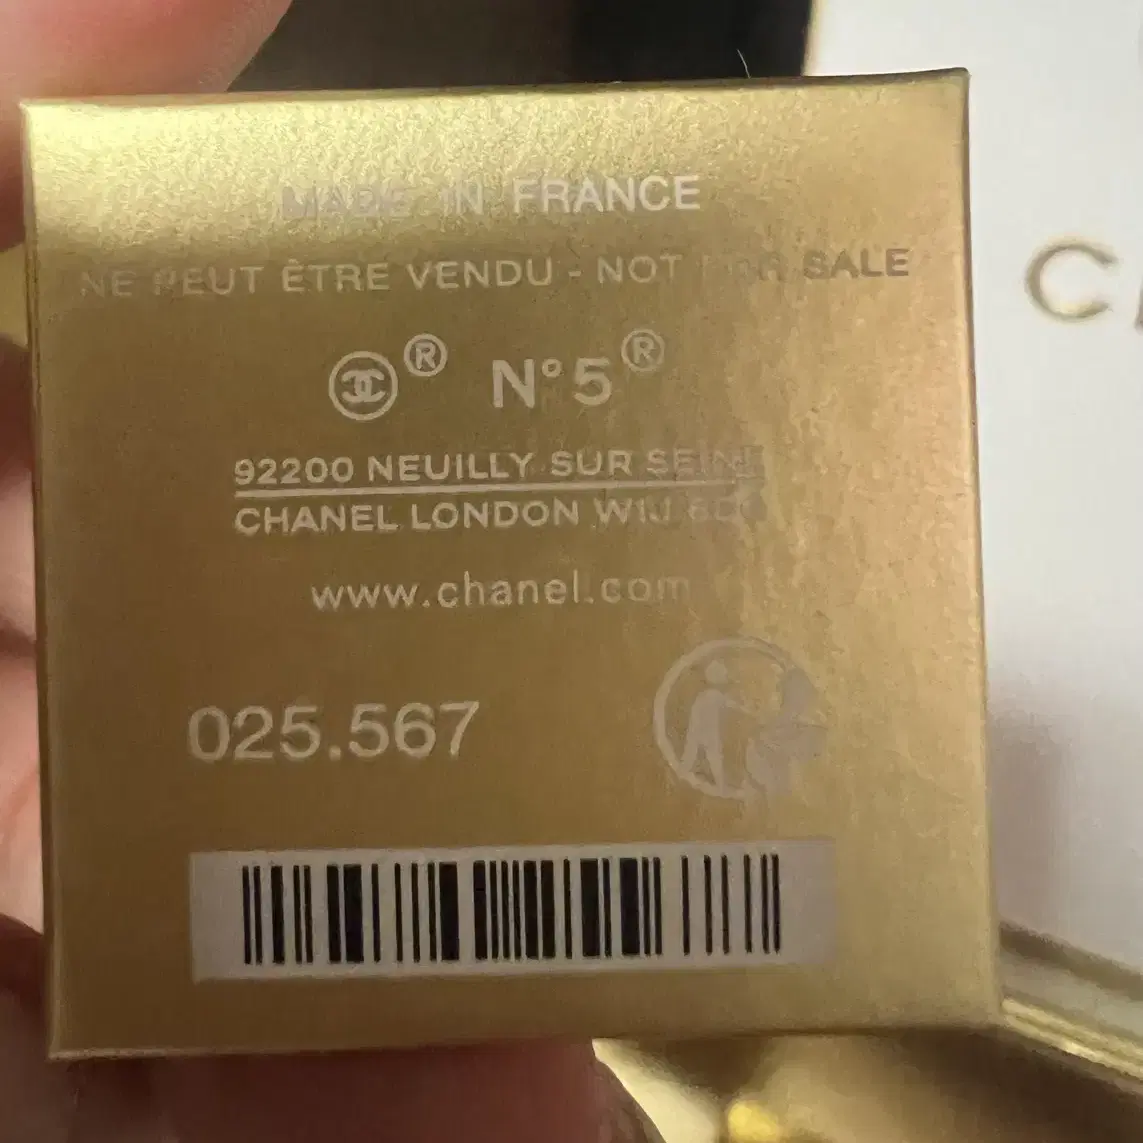 MADE IN FRANCE
NE PEUT ÊTRE VENDU - NOT FOR SALE
® N°5®
92200 NEUILLY SUR SEINE
CHANEL LONDON W1J
www.chanel.com
025.567